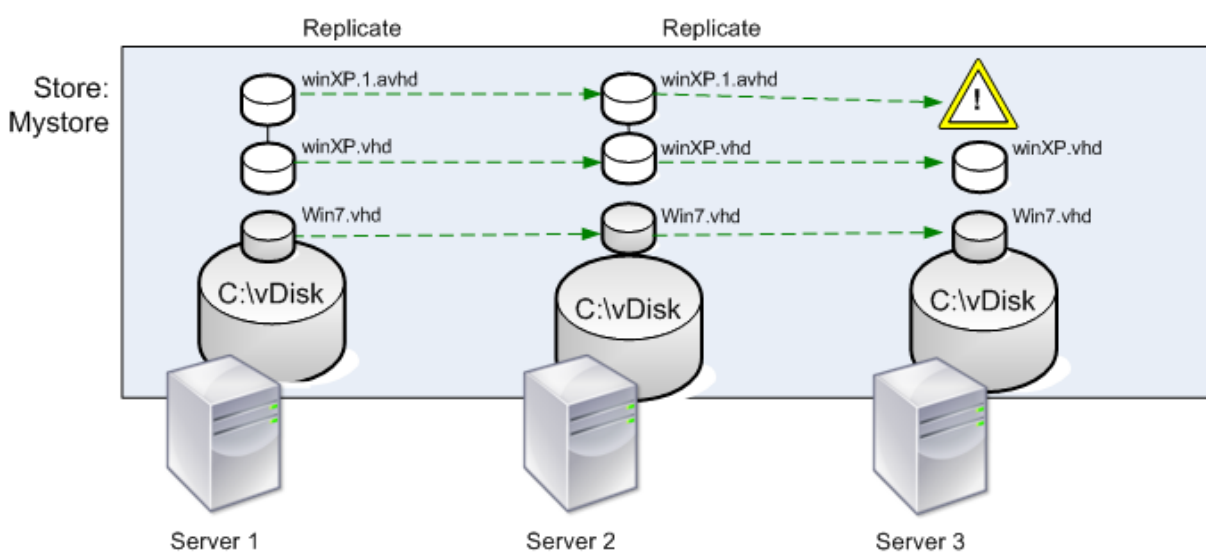 Replicate
Replicate
Store:
Mystore
winXP.1.avhd
winXP.1.avhd
!
winXP.vhd
winXP.vhd
winXP.vhd
Win7.vhd
Win7.vhd
Win7.vhd
C:\vDisk
C:\vDisk
C:\vDisk
Server 1
Server 2
Server 3